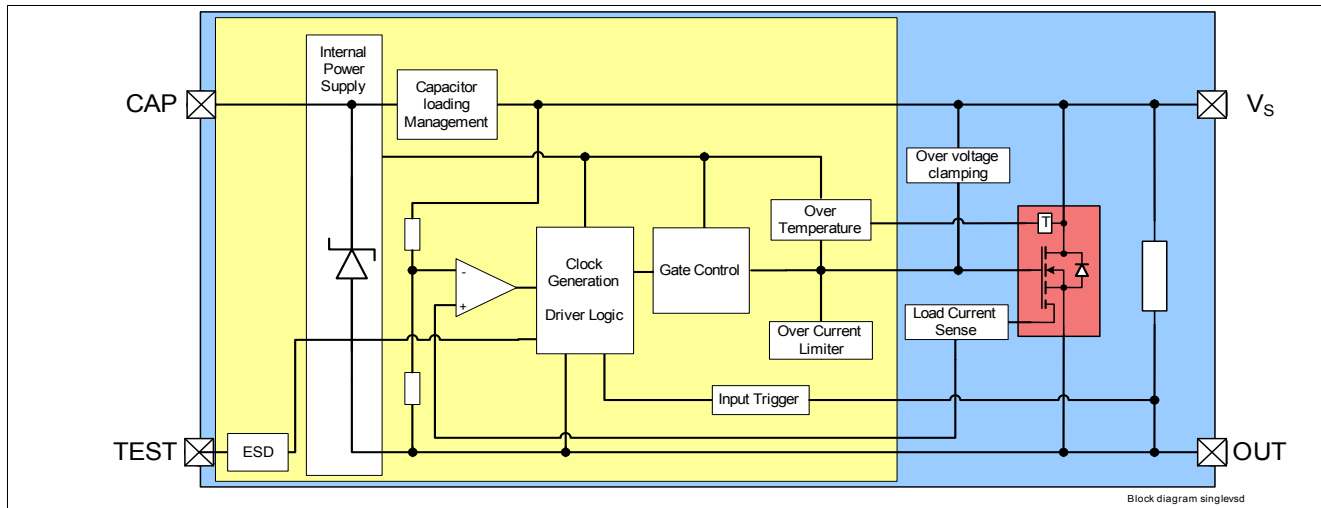 Internal
Power
Supply
CAP
Capacitor
loading
Management
VS
Over voltage
clamping
Over
Temperature
T
-
+
Clock
Generation
Driver Logic
Gate Control
Load Current
Sense
Over Current
Limiter
Input Trigger
TEST
ESD
OUT
Block diagram singlevsd